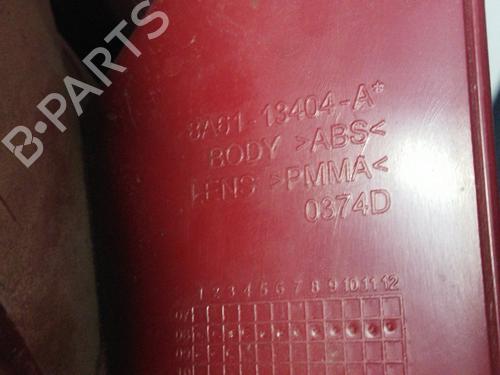 B-PARTS
8A61-13404-A*
BODY >ABS<
LENS >PMMA<
0374D
1 2 3 4 5 6 7 8 9 10 11 12